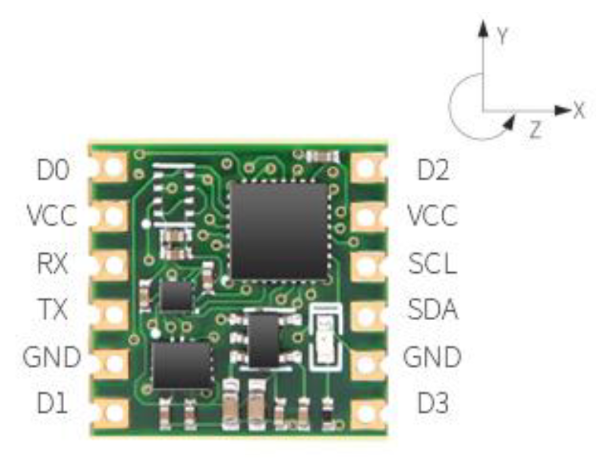 Y
X
Z
D0 D2
VCC VCC
RX SCL
TX SDA
GND GND
D1 D3